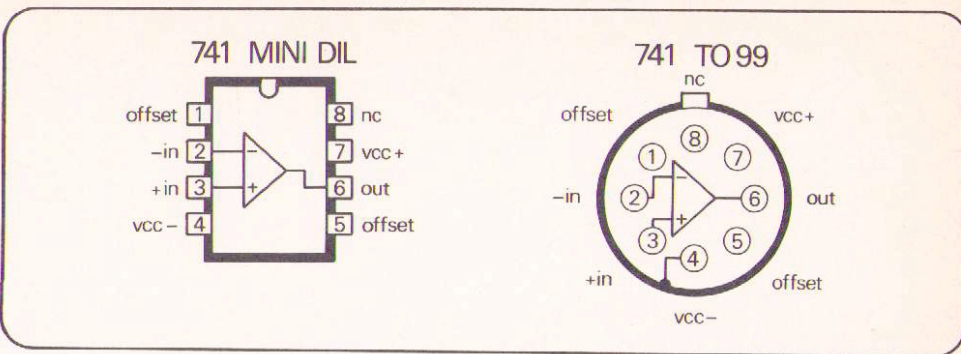 741 MINI DIL
offset 1
8 nc
-in 2
7 vcc+
+in 3
6 out
vcc- 4
5 offset
- +
741 TO 99
nc
offset
vcc+
8
1
7
-in
2
-
6
out
+
3
5
4
+in
offset
vcc-